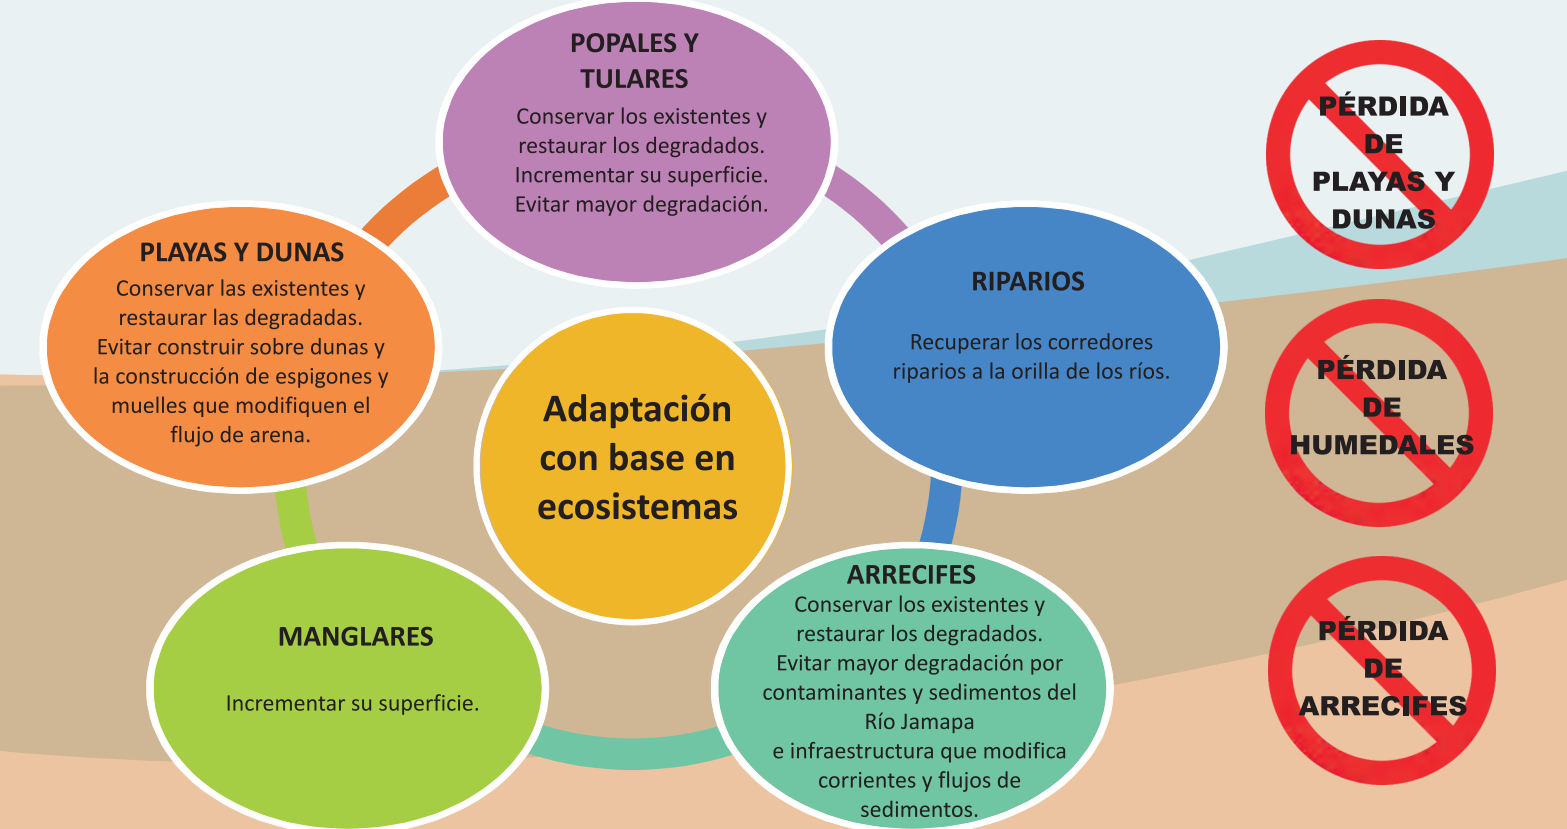 POPALES Y
TULARES
Conservar los existentes y
restaurar los degradados.
Incrementar su superficie.
Evitar mayor degradación.
PLAYAS Y DUNAS
Conservar las existentes y
restaurar las degradadas.
Evitar construir sobre dunas y
la construcción de espigones y
muelles que modifiquen el
flujo de arena.
RIPARIOS
Recuperar los corredores
riparios a la orilla de los ríos.
Adaptación
con base en
ecosistemas
MANGLARES
Incrementar su superficie.
ARRECIFES
Conservar los existentes y
restaurar los degradados.
Evitar mayor degradación por
contaminantes y sedimentos del
Río Jamapa
e infraestructura que modifica
corrientes y flujos de
sedimentos.
PÉRDIDA
DE
PLAYAS Y
DUNAS
PÉRDIDA
DE
HUMEDALES
PÉRDIDA
DE
ARRECIFES